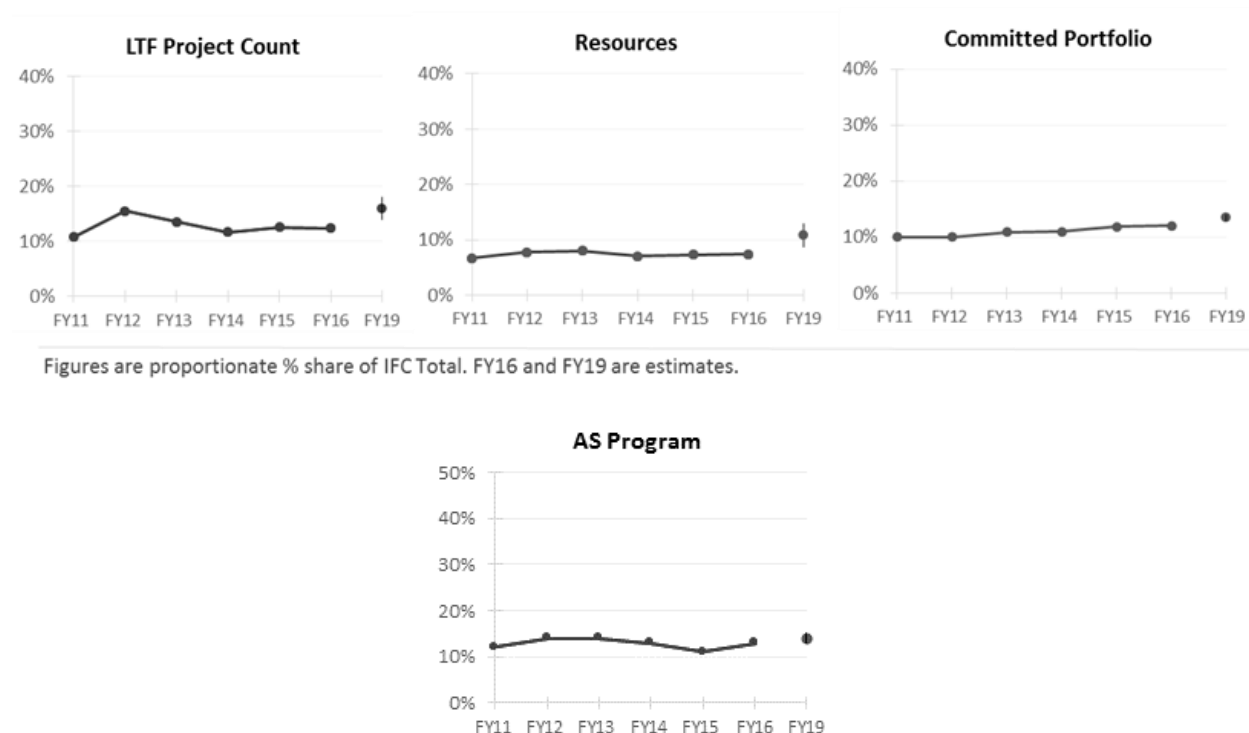 LTF Project Count
40%
30%
20%
10%
0%
FY11 FY12 FY13 FY14 FY15 FY16 FY19
Resources
40%
30%
20%
10%
0%
FY11 FY12 FY13 FY14 FY15 FY16 FY19
Committed Portfolio
40%
30%
20%
10%
0%
FY11 FY12 FY13 FY14 FY15 FY16 FY19
Figures are proportionate % share of IFC Total. FY16 and FY19 are estimates.
AS Program
50%
40%
30%
20%
10%
0%
FY11 FY12 FY13 FY14 FY15 FY16 FY19